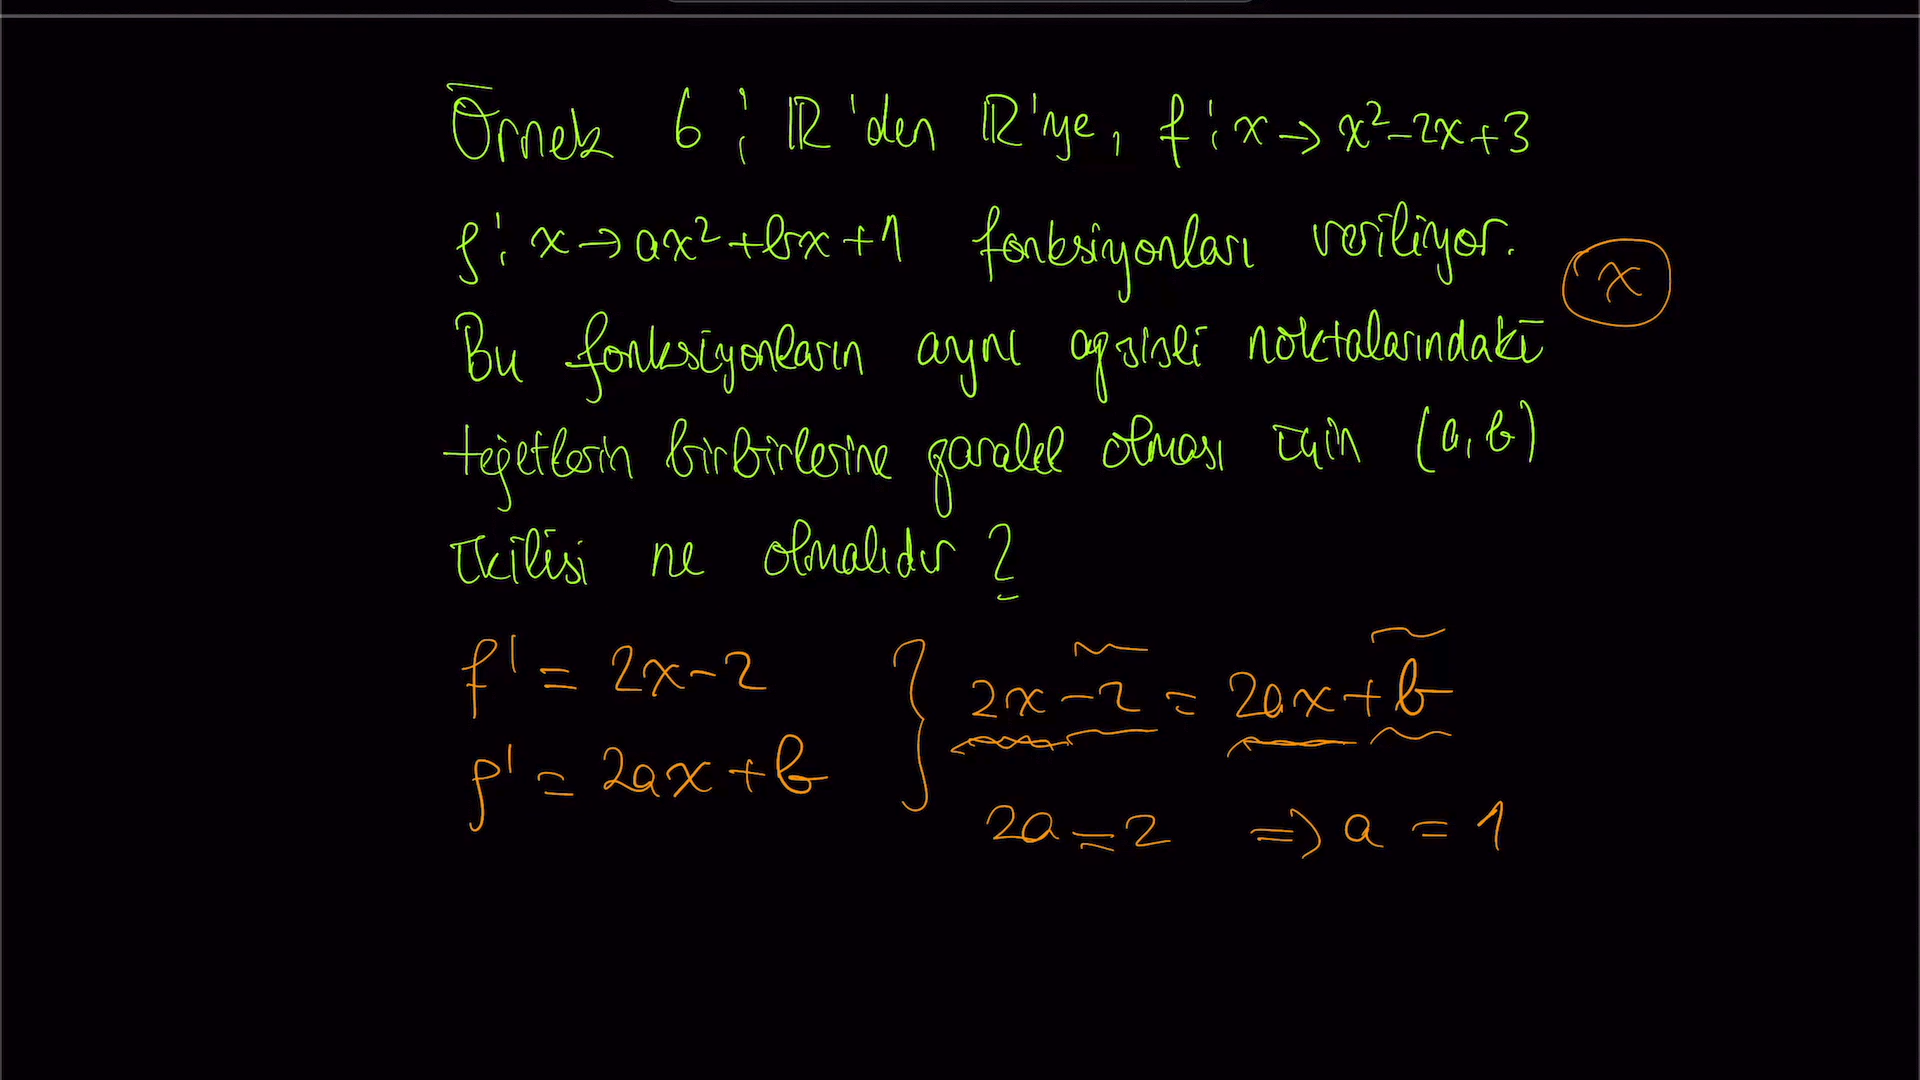 Örnek 6: ℝ'den ℝ'ye, f: x → x² - 2x + 3
g: x → ax² + bx + 1 fonksiyonları veriliyor.
x
Bu fonksiyonların aynı apsisli noktalarındaki
teğetlerin birbirlerine paralel olması için (a, b)
ikilisi ne olmalıdır?
f' = 2x - 2
g' = 2ax + b
} 2x - 2 = 2ax + b
2a = 2 ⇒ a = 1